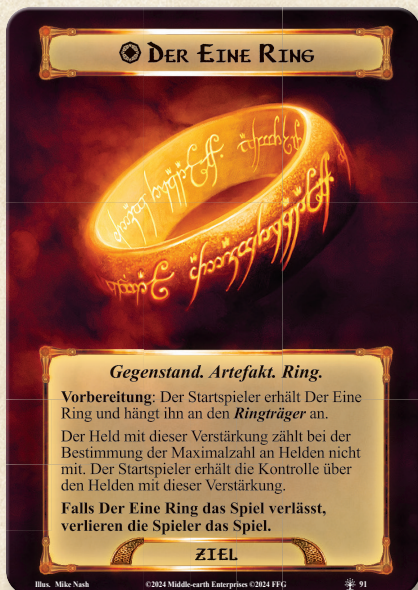 Der Eine Ring
Gegenstand. Artefakt. Ring.
Vorbereitung: Der Startspieler erhält Der Eine
Ring und hängt ihn an den Ringträger an.
Der Held mit dieser Verstärkung zählt bei der
Bestimmung der Maximalzahl an Helden nicht
mit. Der Startspieler erhält die Kontrolle über
den Helden mit dieser Verstärkung.
Falls Der Eine Ring das Spiel verlässt,
verlieren die Spieler das Spiel.
ZIEL
Illus. Mike Nash ©2024 Middle-earth Enterprises ©2024 FFG 91